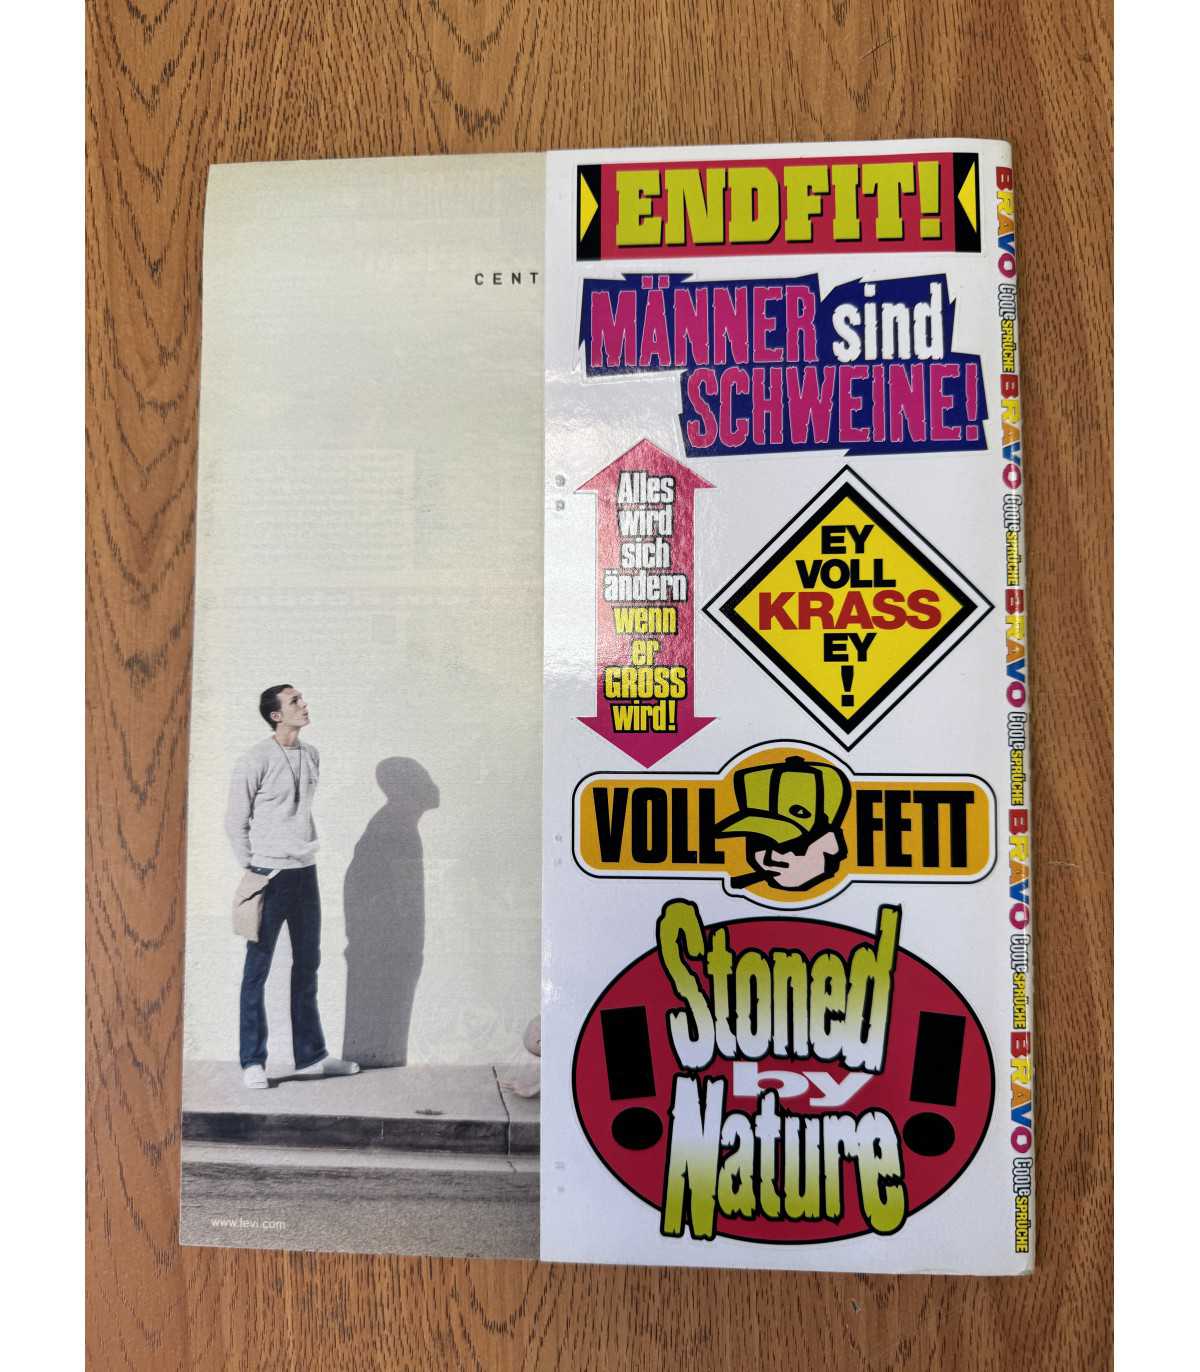 CENT
www.levi.com
ENDFIT!
MÄNNER sind
SCHWEINE!
Alles
wird
sich
ändern
wenn
er
GROSS
wird!
EY
VOLL
KRASS
EY
!
VOLL FETT
! Stoned !
by
Nature
BRAVO Coole SPRÜCHE BRAVO Coole SPRÜCHE BRAVO Coole SPRÜCHE BRAVO Coole SPRÜCHE BRAVO Coole SPRÜCHE